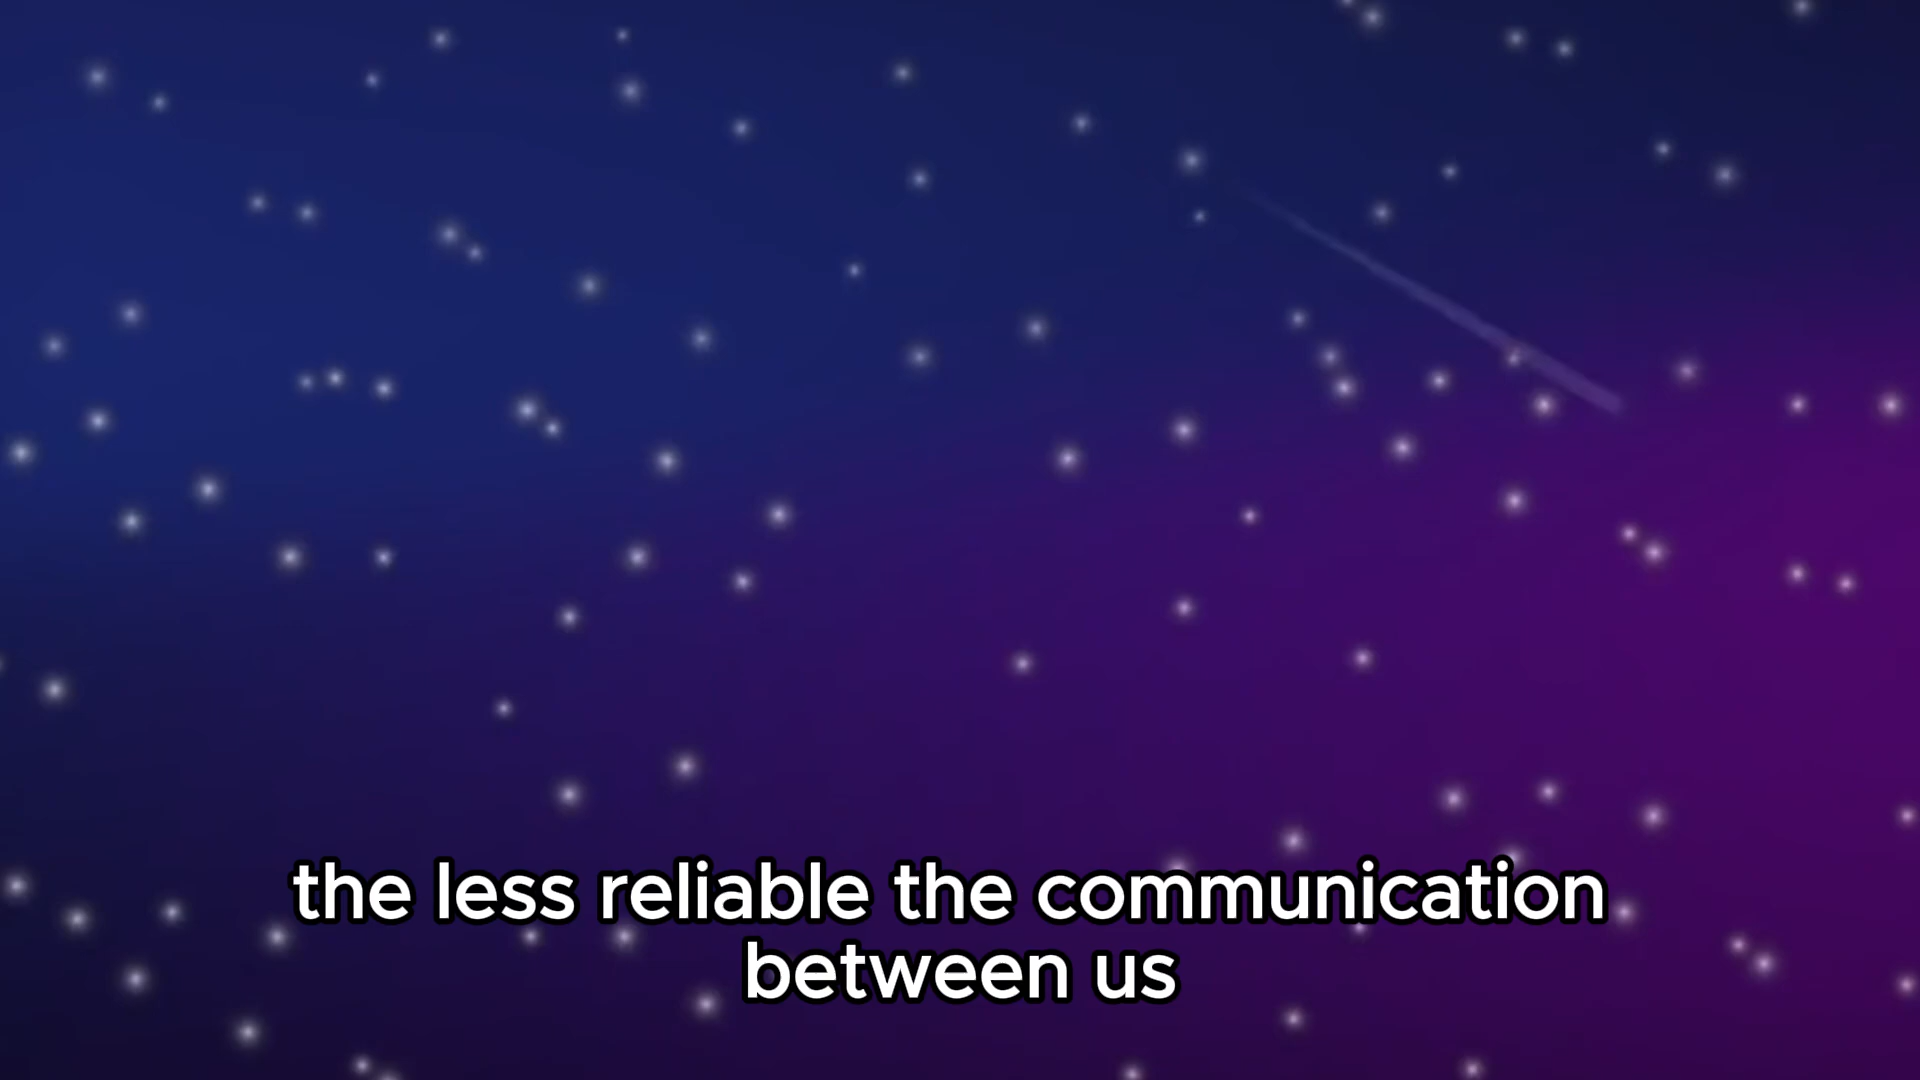 the less reliable the communication
between us